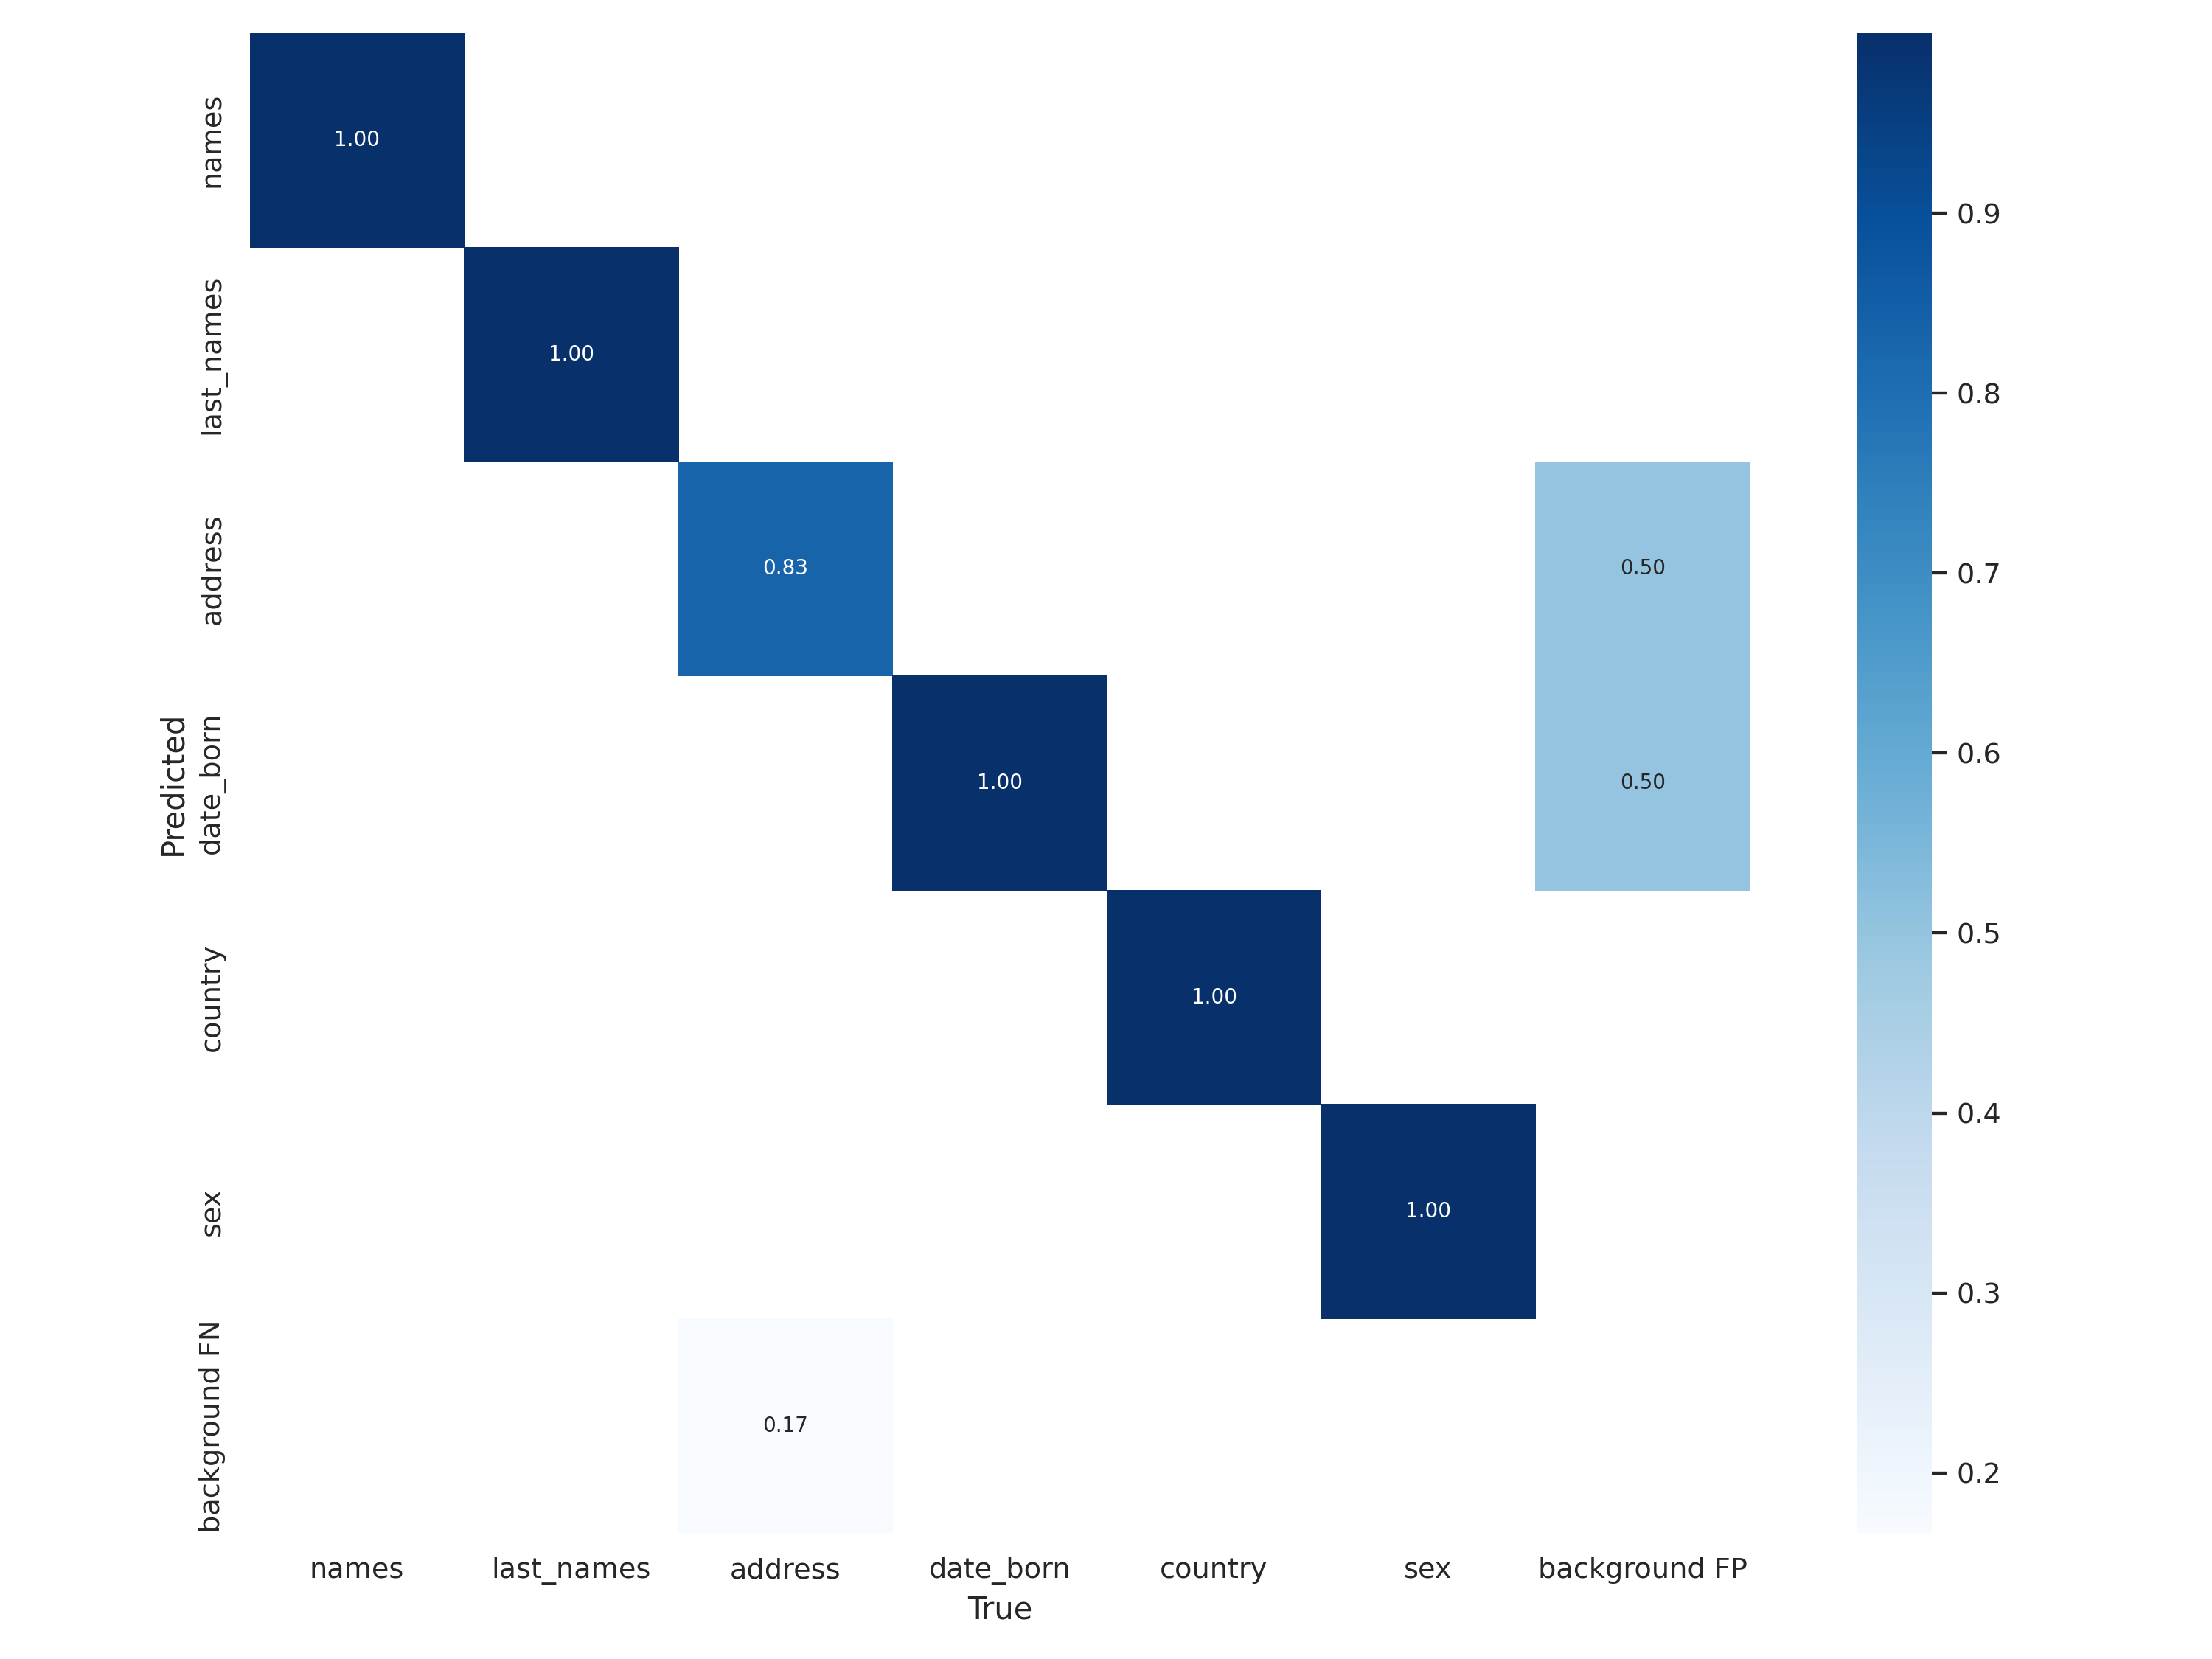 names
last_names
address
date_born
country
sex
background FN
Predicted
1.00
1.00
0.83
0.50
1.00
0.50
1.00
1.00
0.17
names
last_names
address
date_born
country
sex
background FP
True
0.9
0.8
0.7
0.6
0.5
0.4
0.3
0.2